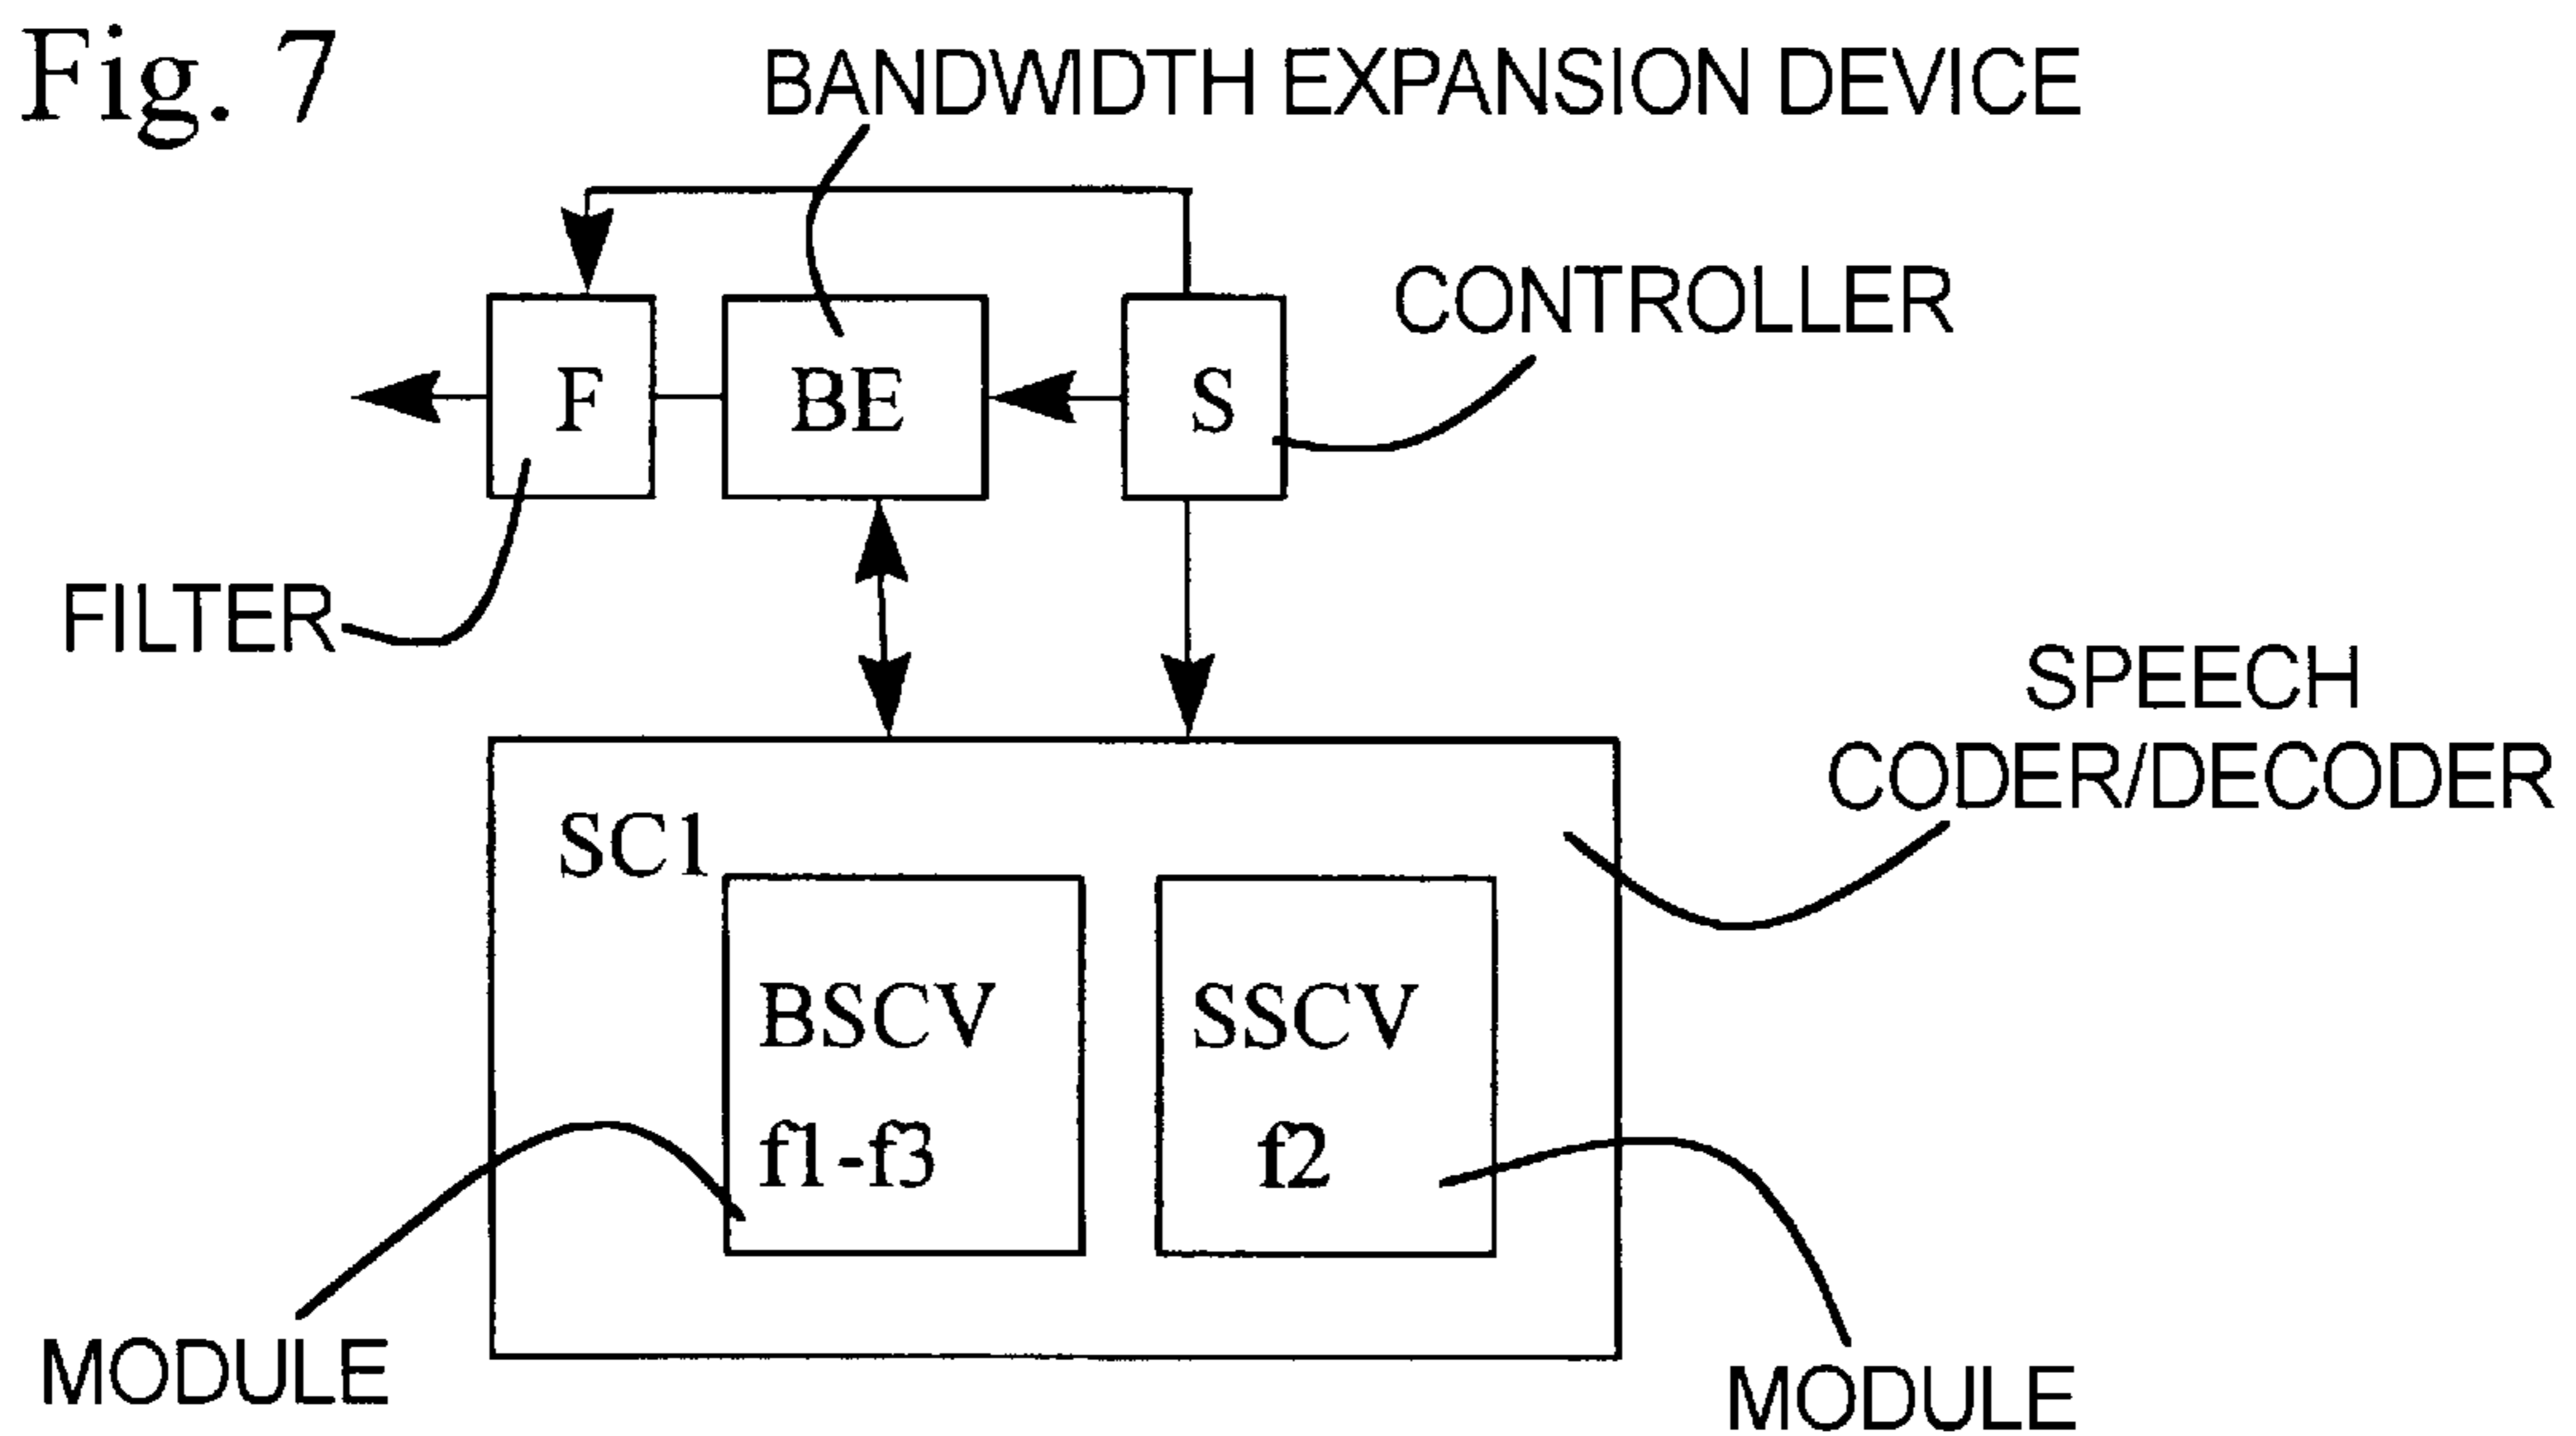 Fig. 7
BANDWIDTH EXPANSION DEVICE
CONTROLLER
F
BE
S
FILTER
SPEECH
CODER/DECODER
SC1
BSCV
f1-f3
SSCV
f2
MODULE
MODULE